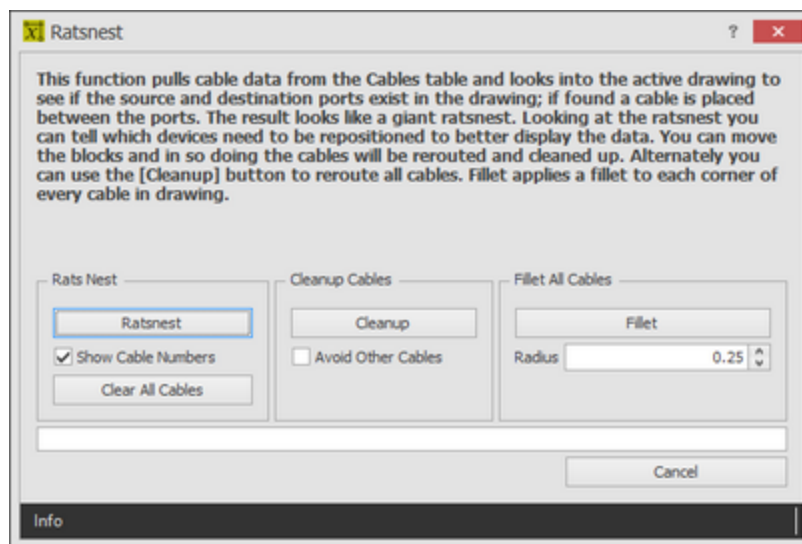 Ratsnest
?
This function pulls cable data from the Cables table and looks into the active drawing to
see if the source and destination ports exist in the drawing; if found a cable is placed
between the ports. The result looks like a giant ratsnest. Looking at the ratsnest you
can tell which devices need to be repositioned to better display the data. You can move
the blocks and in so doing the cables will be rerouted and cleaned up. Alternately you
can use the [Cleanup] button to reroute all cables. Fillet applies a fillet to each corner of
every cable in drawing.
Rats Nest
Ratsnest
Show Cable Numbers
Clear All Cables
Cleanup Cables
Cleanup
Avoid Other Cables
Fillet All Cables
Fillet
Radius 0.25
Cancel
Info